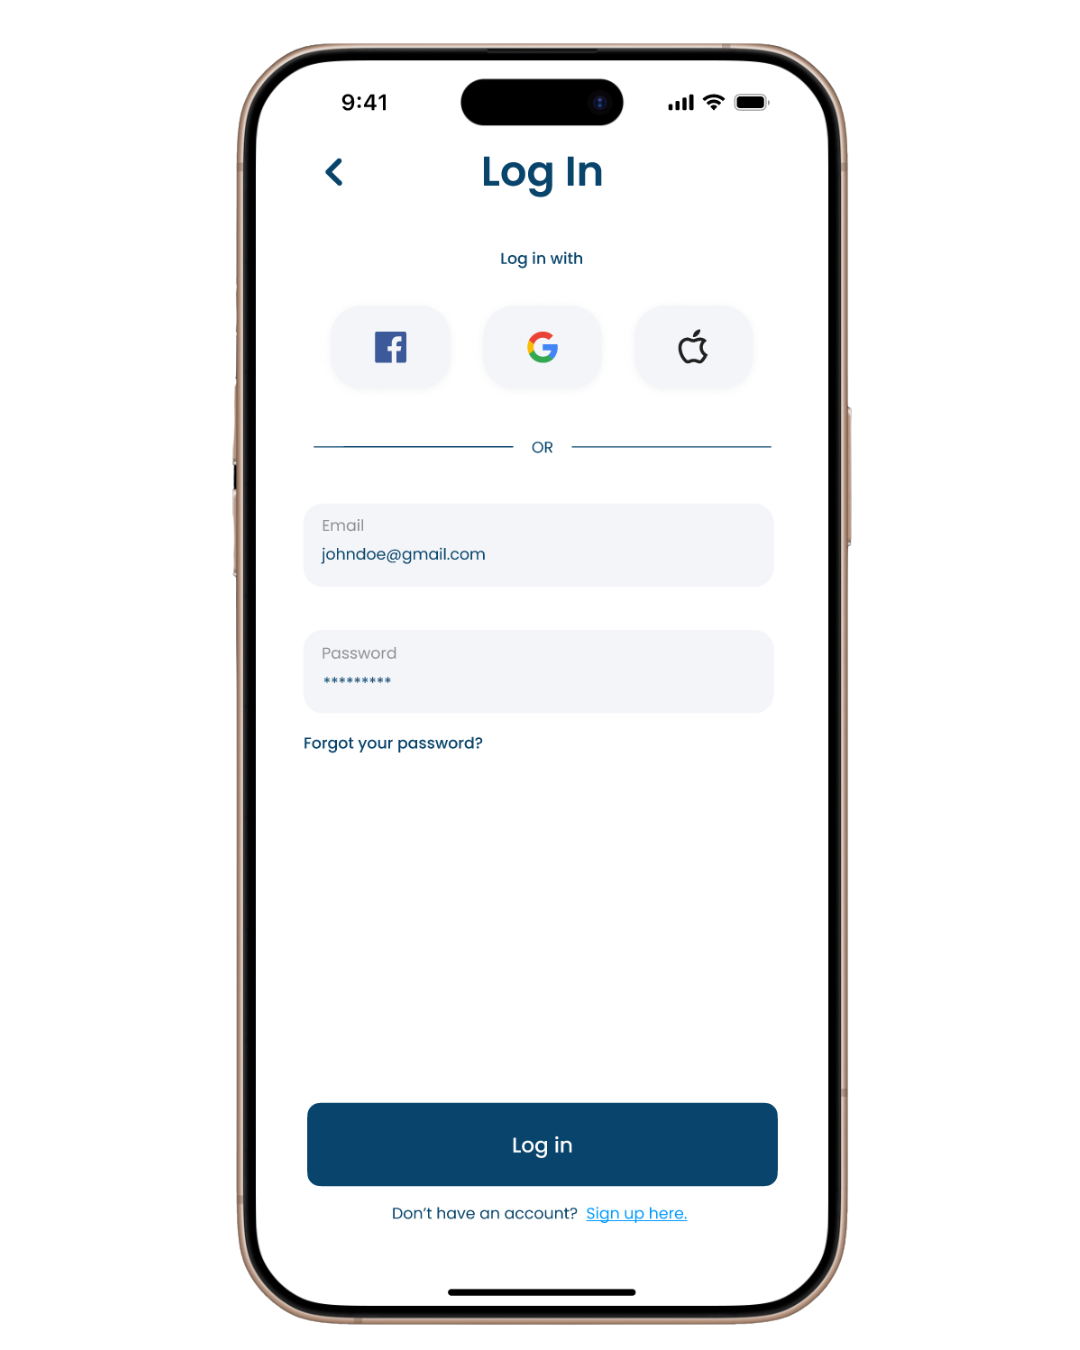 9:41
Log In
Log in with
OR
Email
johndoe@gmail.com
Password
*********
Forgot your password?
Log in
Don't have an account? Sign up here.